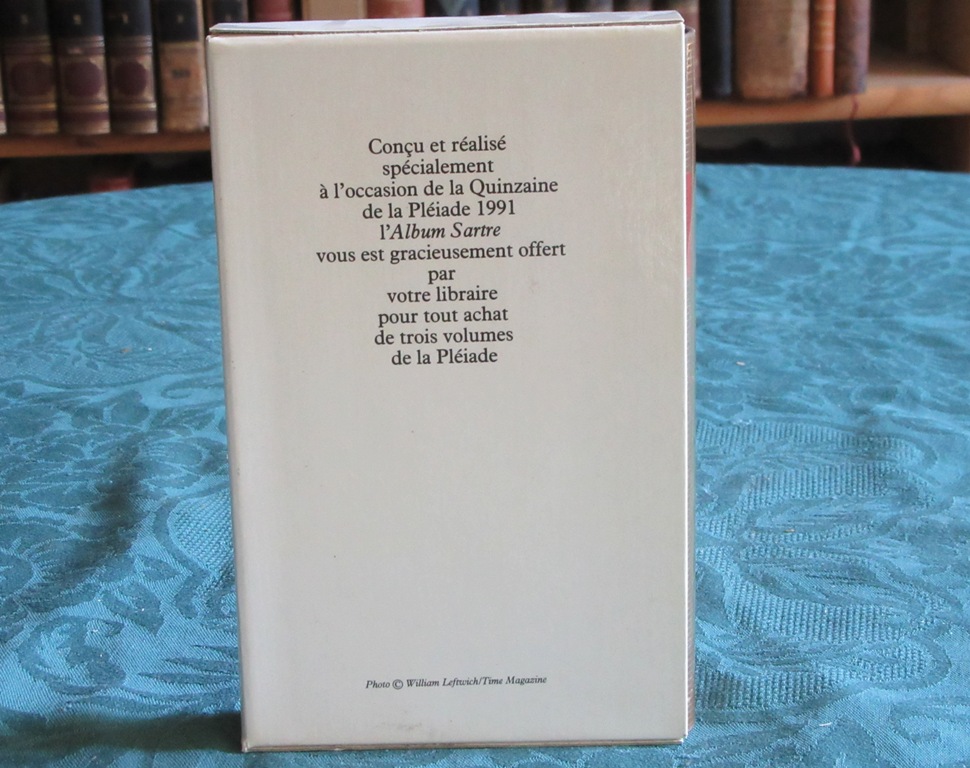 Conçu et réalisé
spécialement
à l'occasion de la Quinzaine
de la Pléiade 1991
l'Album Sartre
vous est gracieusement offert
par
votre libraire
pour tout achat
de trois volumes
de la Pléiade
Photo © William Leftwich/Time Magazine